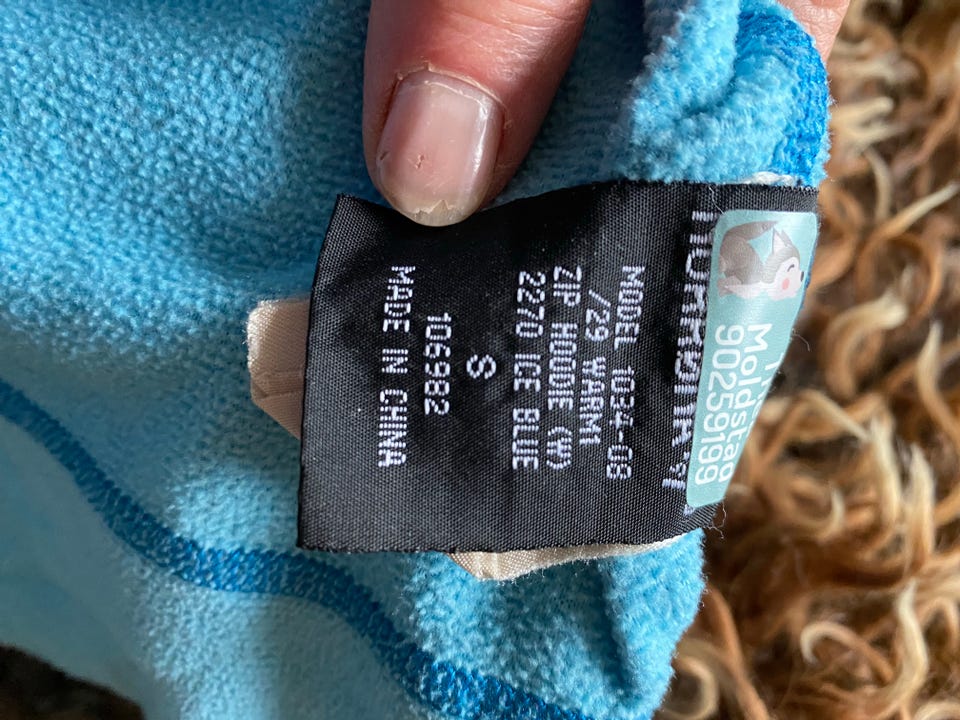 Moldstad
90259199
MODEL 1034-08
/29 WARM1
ZIP HOODIE (W)
2270 ICE BLUE
S
106982
MADE IN CHINA